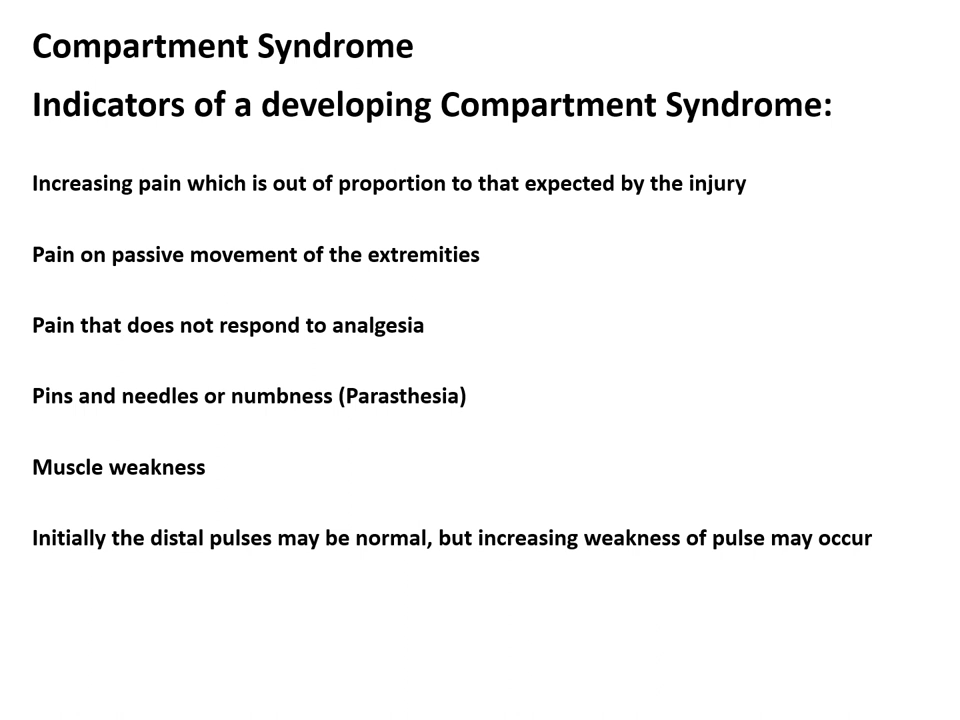 Compartment Syndrome
Indicators of a developing Compartment Syndrome:
Increasing pain which is out of proportion to that expected by the injury
Pain on passive movement of the extremities
Pain that does not respond to analgesia
Pins and needles or numbness (Parasthesia)
Muscle weakness
Initially the distal pulses may be normal, but increasing weakness of pulse may occur